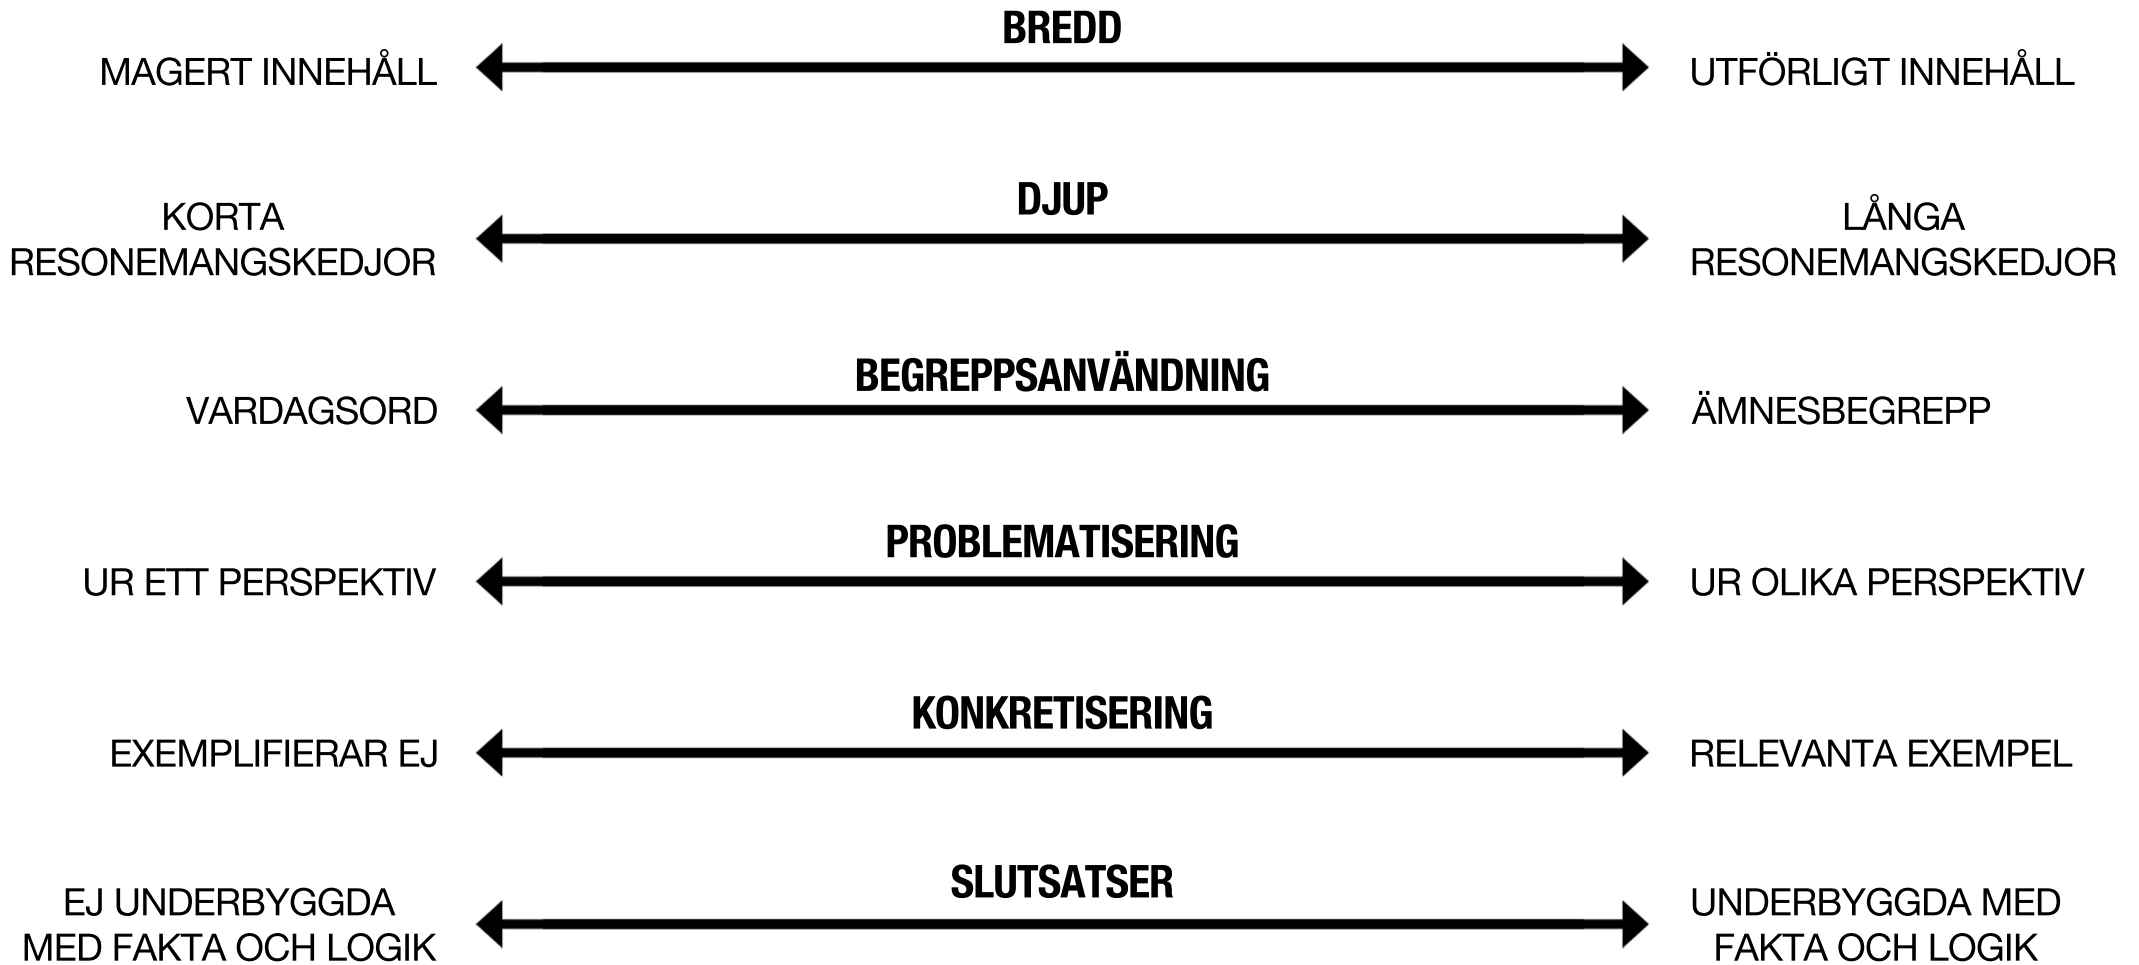 BREDD
MAGERT INNEHÅLL
UTFÖRLIGT INNEHÅLL
DJUP
KORTA
RESONEMANGSKEDJOR
LÅNGA
RESONEMANGSKEDJOR
BEGREPPSANVÄNDNING
VARDAGSORD
ÄMNESBEGREPP
PROBLEMATISERING
UR ETT PERSPEKTIV
UR OLIKA PERSPEKTIV
KONKRETISERING
EXEMPLIFIERAR EJ
RELEVANTA EXEMPEL
SLUTSATSER
EJ UNDERBYGGDA
MED FAKTA OCH LOGIK
UNDERBYGGDA MED
FAKTA OCH LOGIK